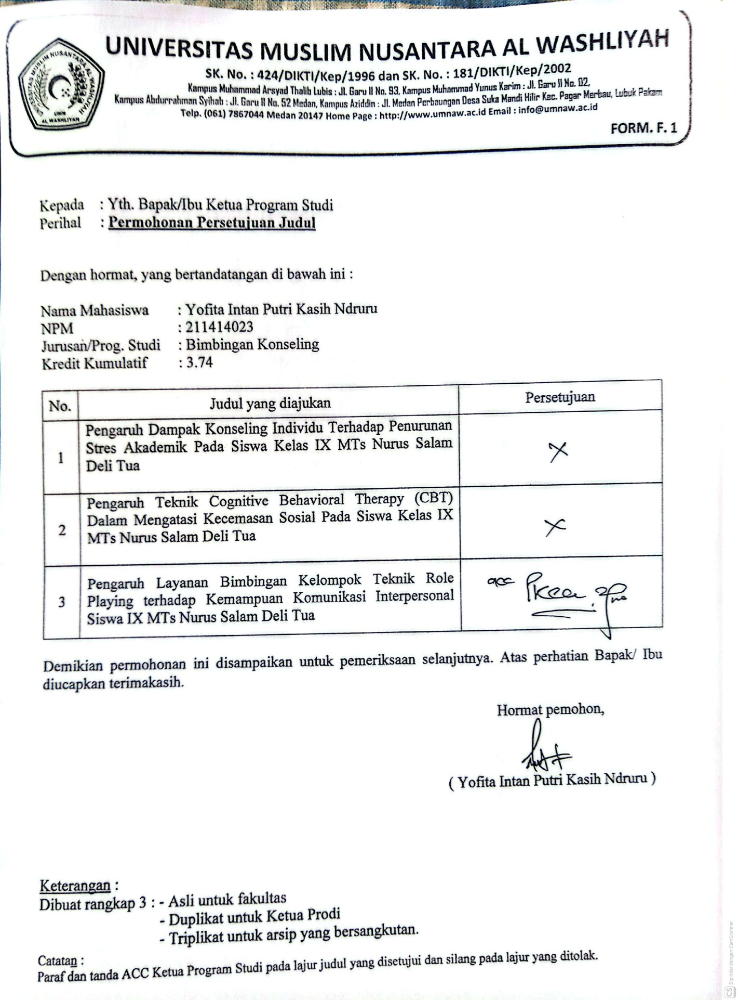 UNIVERSITAS MUSLIM NUSANTARA AL WASHLIYAH
SK. No. : 424/DIKTI/Kep/1996 dan SK. No. : 181/DIKTI/Kep/2002
Kampus Muhammad Arsyad Thalib Lubis : Jl. Garu II No. 93, Kampus Muhammad Yunus Karim : Jl. Garu II No. 02,
Kampus Abdurrahman Syihab : Jl. Garu II No. 52 Medan, Kampus Aziddin : Jl. Medan Perbaungan Desa Suka Mandi Hilir Kec. Pagar Merbau, Lubuk Pakam
Telp. (061) 7867044 Medan 20147 Home Page : http://www.umnaw.ac.id Email : info@umnaw.ac.id
FORM. F. 1
UNIVERSITAS MUSLIM NUSANTARA AL WASHLIYAH
UMN
AL WASHLIYAH
Kepada : Yth. Bapak/Ibu Ketua Program Studi
Perihal : Permohonan Persetujuan Judul
Dengan hormat, yang bertandatangan di bawah ini :
Nama Mahasiswa : Yofita Intan Putri Kasih Ndruru
NPM : 211414023
Jurusan/Prog. Studi : Bimbingan Konseling
Kredit Kumulatif : 3.74
No. Judul yang diajukan Persetujuan
1 Pengaruh Dampak Konseling Individu Terhadap Penurunan
Stres Akademik Pada Siswa Kelas IX MTs Nurus Salam
Deli Tua
2 Pengaruh Teknik Cognitive Behavioral Therapy (CBT)
Dalam Mengatasi Kecemasan Sosial Pada Siswa Kelas IX
MTs Nurus Salam Deli Tua
3 Pengaruh Layanan Bimbingan Kelompok Teknik Role
Playing terhadap Kemampuan Komunikasi Interpersonal
Siswa IX MTs Nurus Salam Deli Tua
acc
Demikian permohonan ini disampaikan untuk pemeriksaan selanjutnya. Atas perhatian Bapak/ Ibu
diucapkan terimakasih.
Hormat pemohon,
( Yofita Intan Putri Kasih Ndruru )
Keterangan :
Dibuat rangkap 3 : - Asli untuk fakultas
- Duplikat untuk Ketua Prodi
- Triplikat untuk arsip yang bersangkutan.
Catatan :
Paraf dan tanda ACC Ketua Program Studi pada lajur judul yang disetujui dan silang pada lajur yang ditolak.
CS Dipindai dengan CamScanner